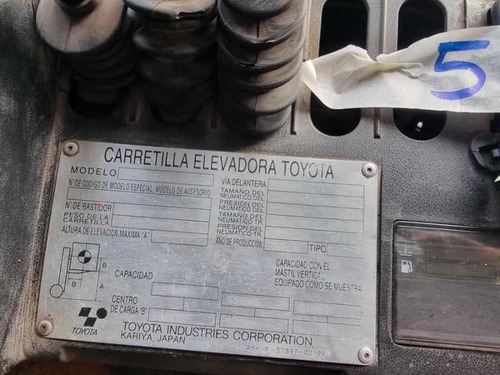 5
CARRETILLA ELEVADORA TOYOTA
MODELO
N° DE CODIGO DE MODELO ESPECIAL, MODELO DE ACCESORIO
N° DE BASTIDOR
PESO DE LA
CARRETILLA
ALTURA DE ELEVACION MAXIMA "A"
VIA DELANTERA
TAMAÑO DEL
NEUMATICO DEL.
PRESION DEL
NEUMATICO DEL.
TAMAÑO DEL
NEUMATICO TR.
PRESION DEL
NEUMATICO TR.
AÑO DE PRODUCCION
TIPO
B
B
A
CAPACIDAD
CENTRO
DE CARGA "B"
CAPACIDAD CON EL
MASTIL VERTICAL
EQUIPADO COMO SE MUESTRA
TOYOTA
TOYOTA INDUSTRIES CORPORATION
KARIYA, JAPAN